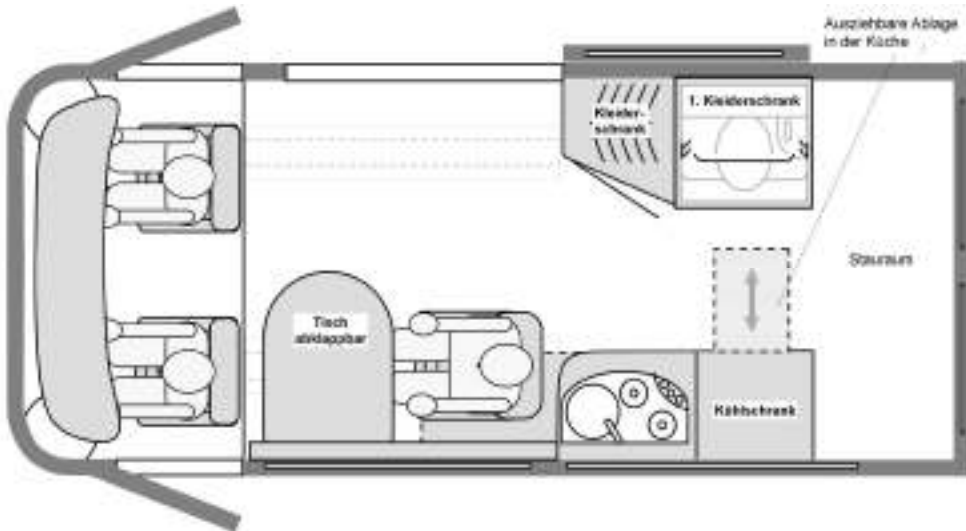 Ausziehbare Ablage
in der Küche
Kleider-
schrank
1. Kleiderschrank
Stauraum
Tisch
abklappbar
Kühlschrank